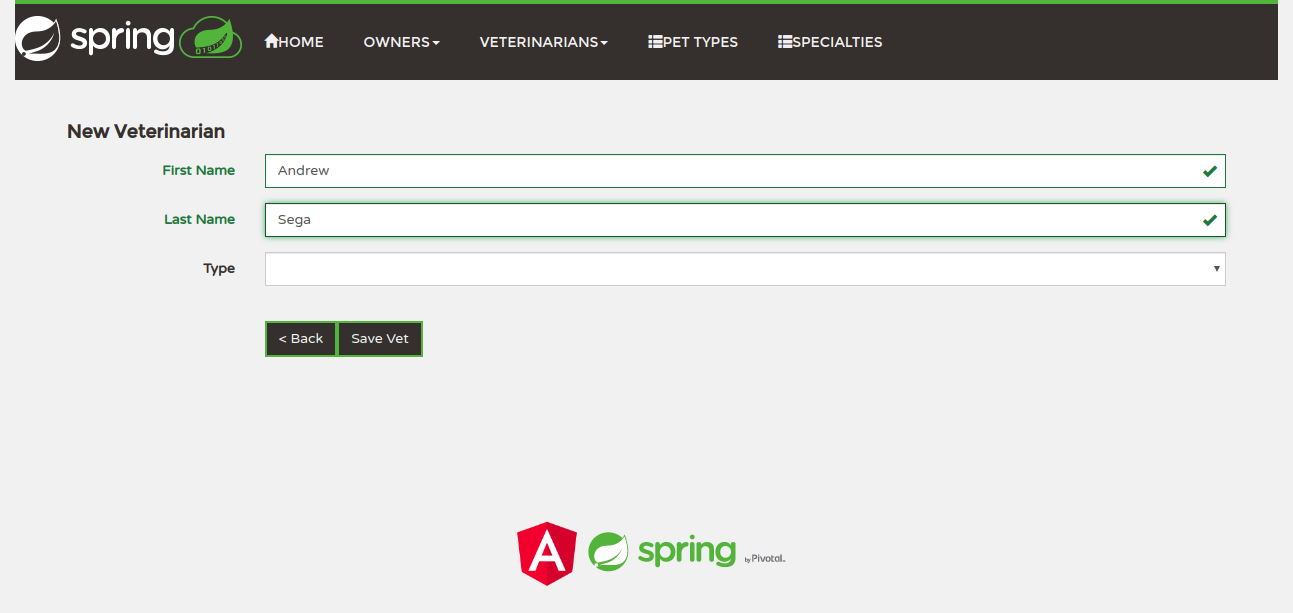 spring HOME OWNERS VETERINARIANS PET TYPES SPECIALTIES
New Veterinarian
First Name Andrew
Last Name Sega
Type
< Back Save Vet
A spring by Pivotal.